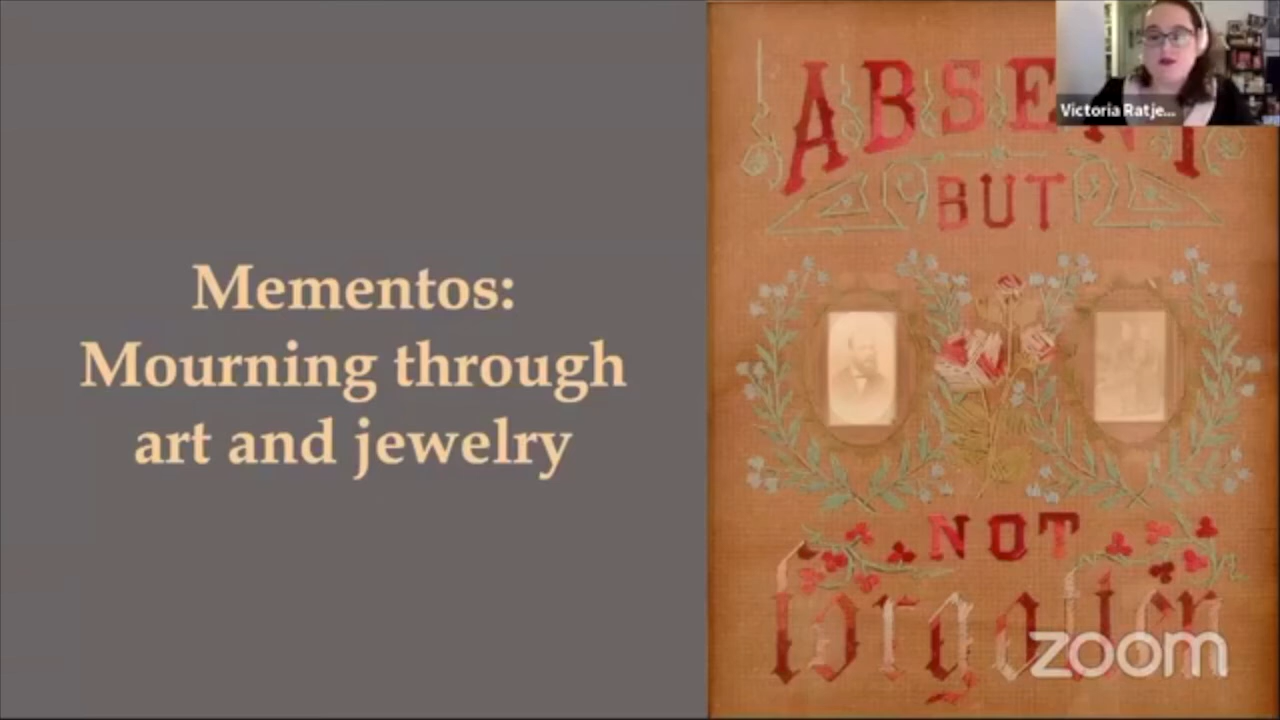 Mementos:
Mourning through
art and jewelry
ABSENT
BUT
NOT
forgotten
Victoria Ratje...
zoom